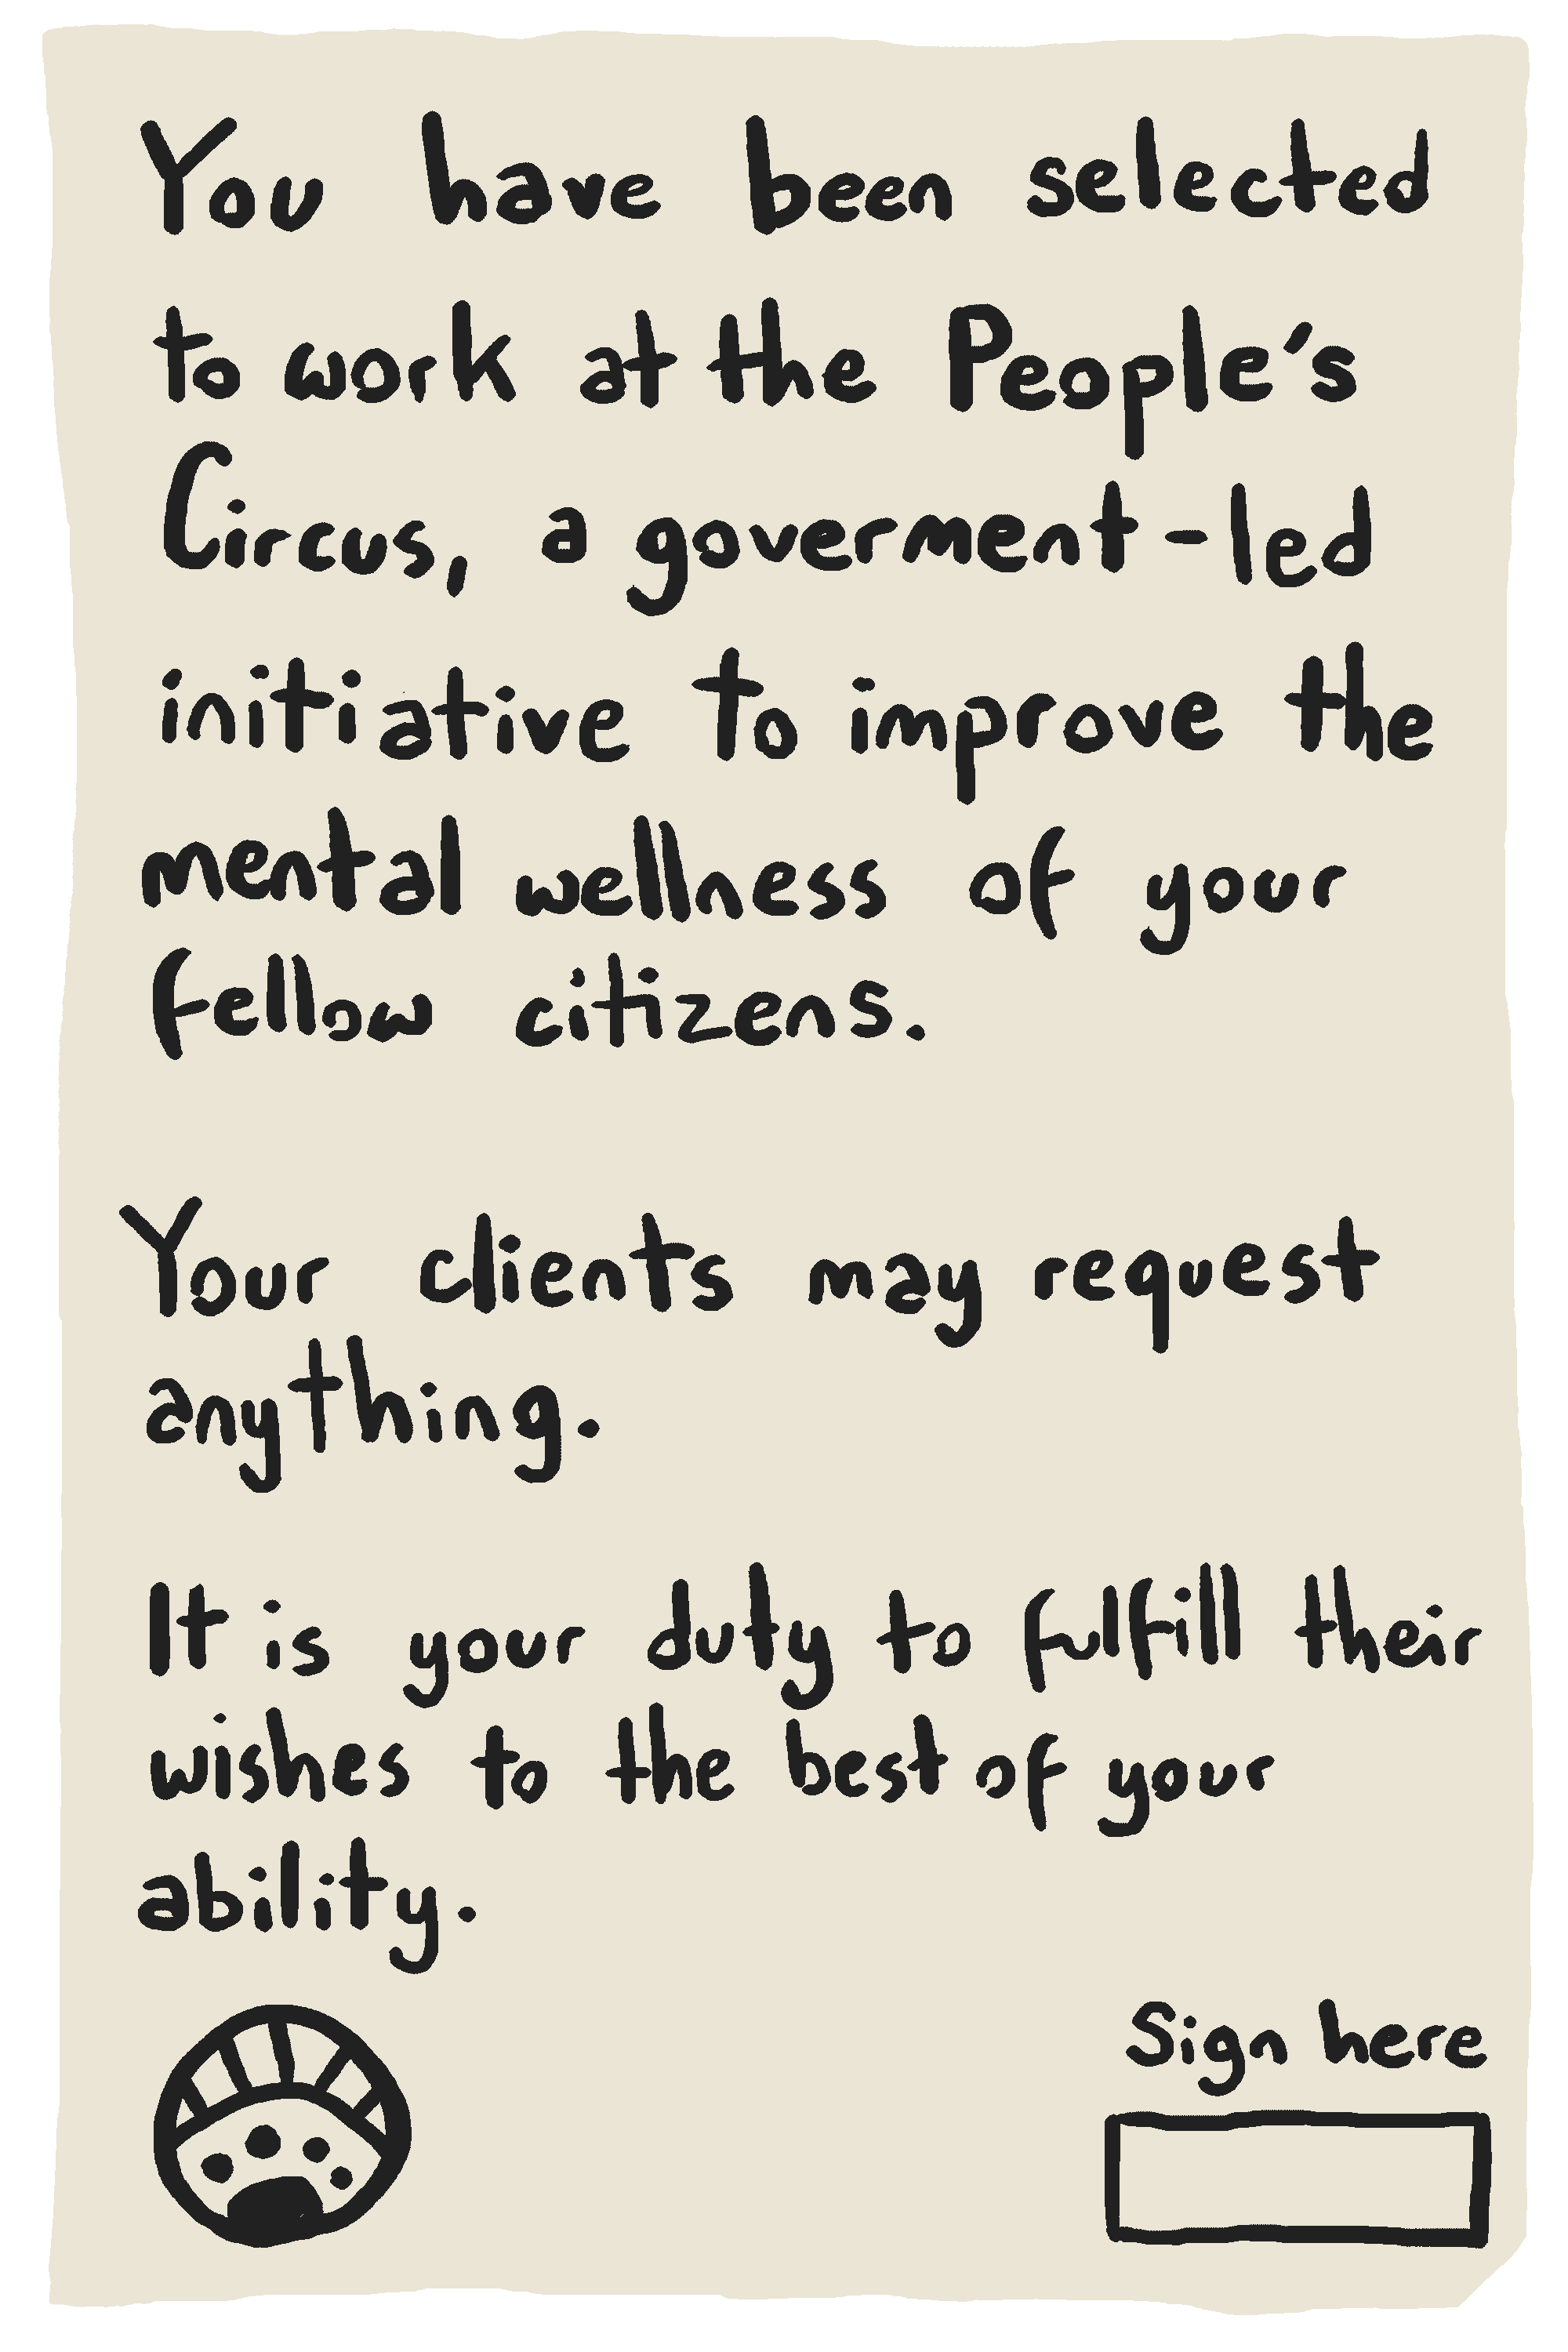 You have been selected
to work at the People's
Circus, a goverment-led
initiative to improve the
mental wellness of your
fellow citizens.
Your clients may request
anything.
It is your duty to fulfill their
wishes to the best of your
ability.
Sign here